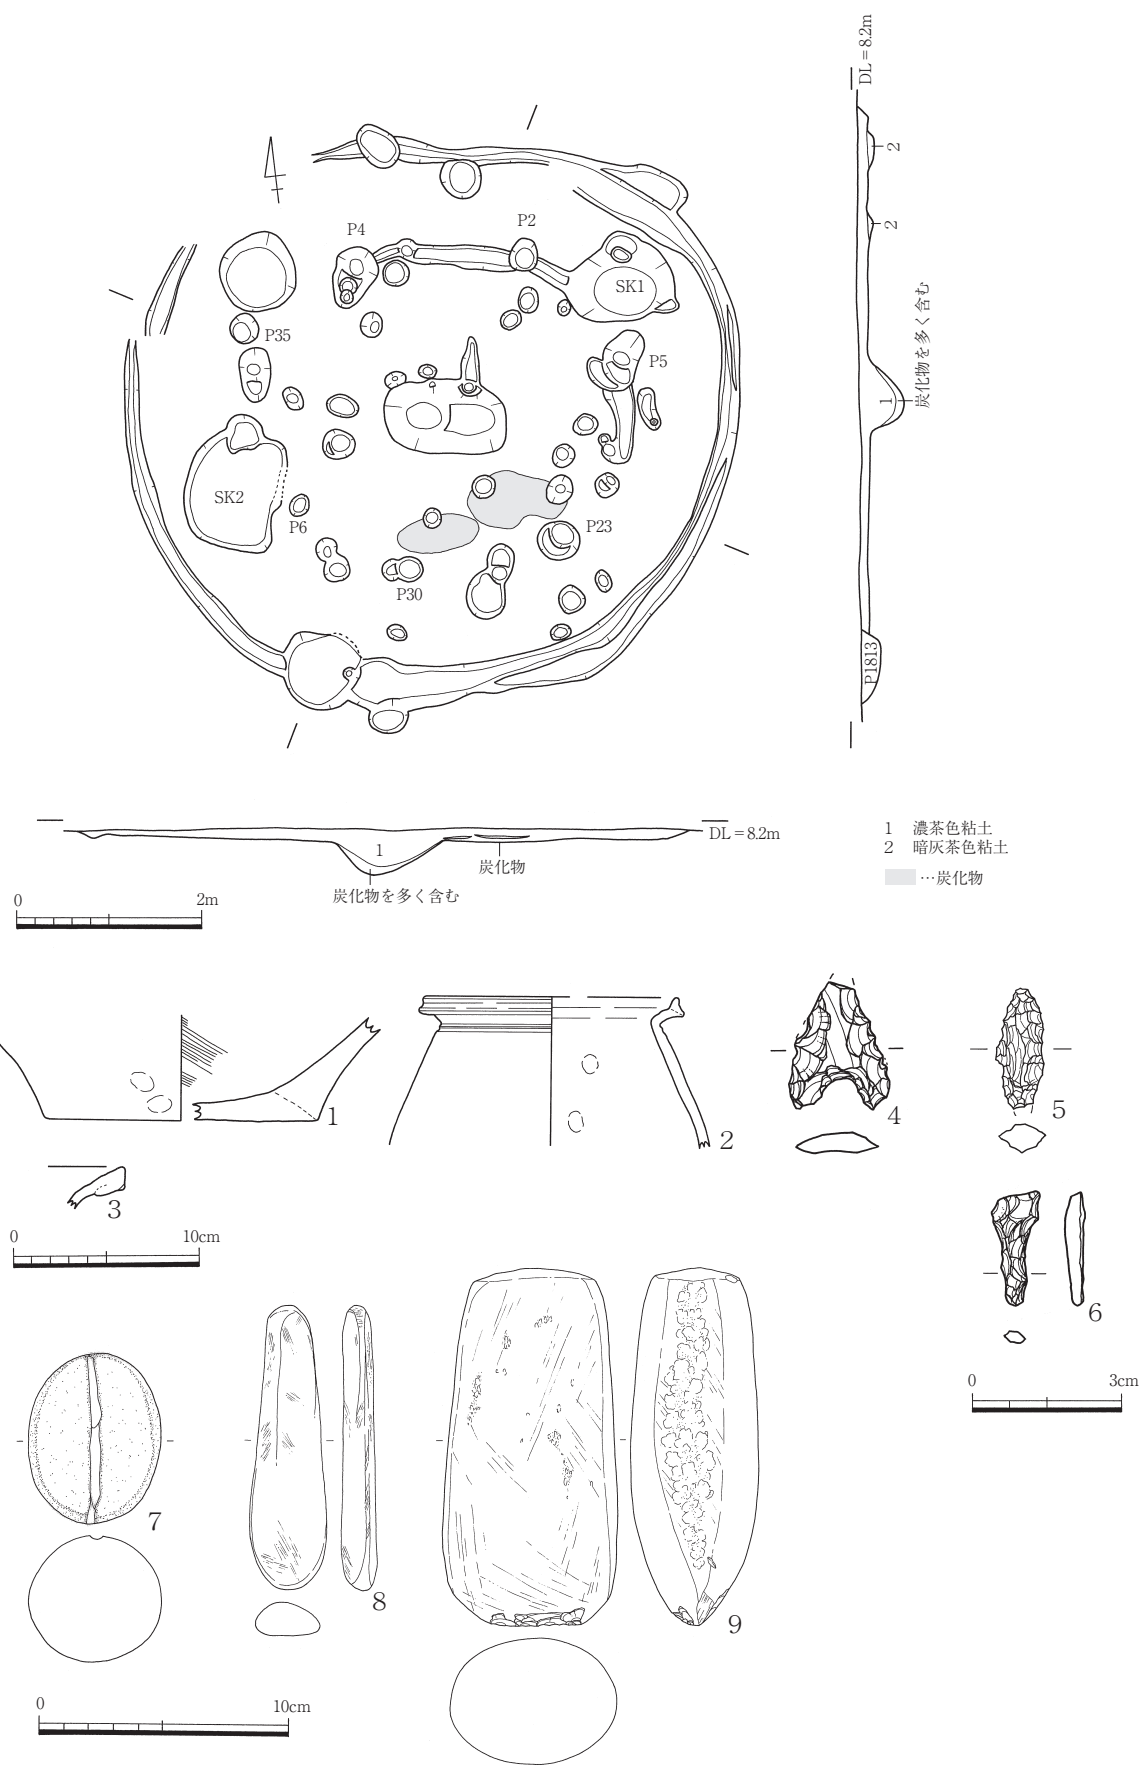 DL = 8.2m
2
2
炭化物を多く含む
1
P1813
P4
P2
SK1
P35
P5
SK2
P6
P23
P30
1
DL = 8.2m
炭化物
炭化物を多く含む
0 2m
1 濃茶色粘土
2 暗灰茶色粘土
…炭化物
1
2
3
4
5
6
0 10cm
0 3cm
7
8
9
0 10cm